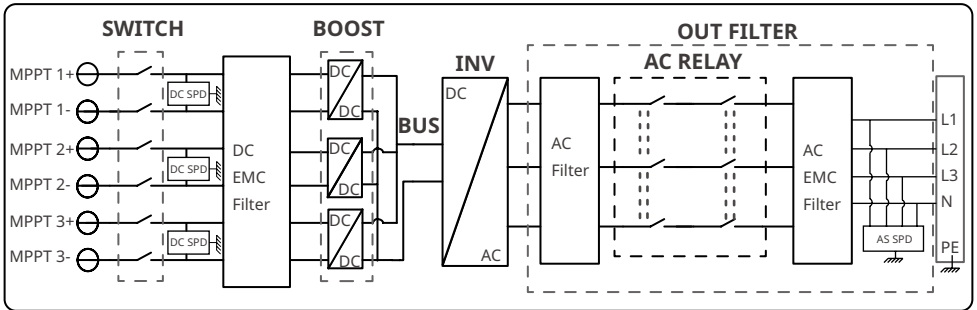 SWITCH
BOOST
OUT FILTER
INV
AC RELAY
MPPT 1+
MPPT 1-
MPPT 2+
MPPT 2-
MPPT 3+
MPPT 3-
DC SPD
DC SPD
DC SPD
DC
EMC
Filter
DC
DC
DC
DC
DC
DC
BUS
DC
AC
AC
Filter
AC
EMC
Filter
L1
L2
L3
N
PE
AS SPD